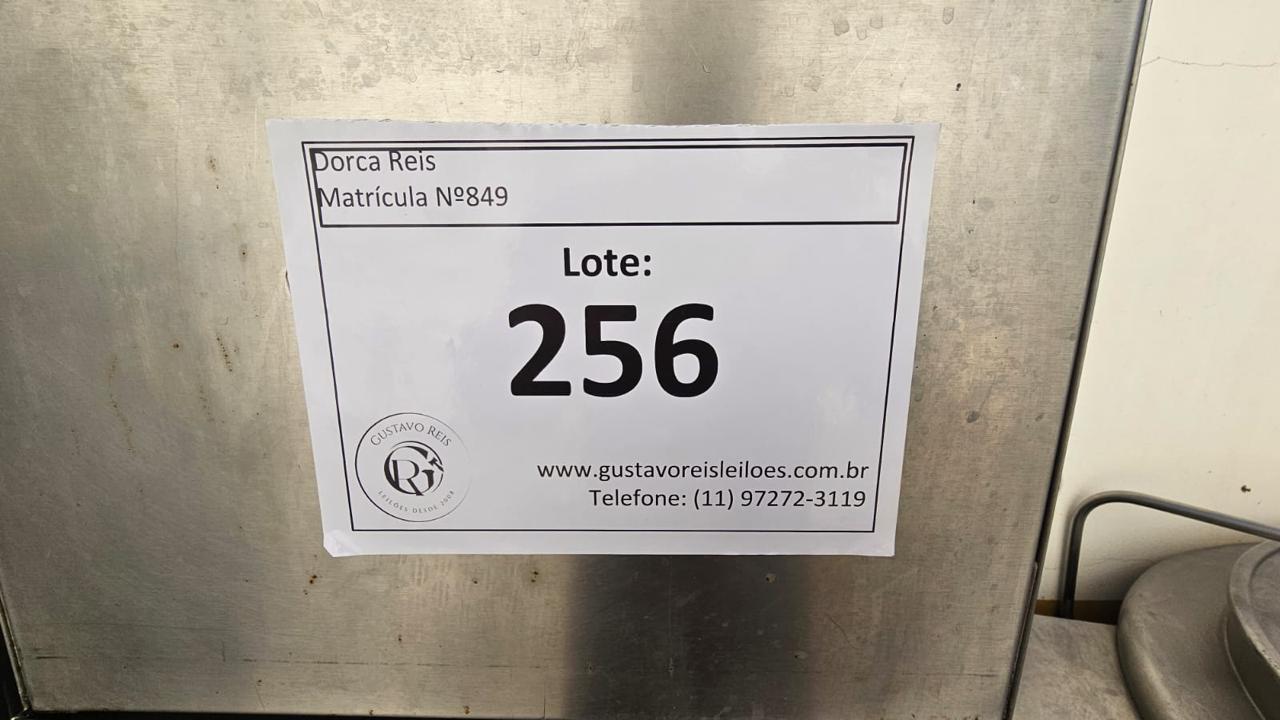 Dorca Reis
Matrícula Nº849
Lote:
256
GUSTAVO REIS
LEILÕES DESDE 2008
www.gustavoreisleiloes.com.br
Telefone: (11) 97272-3119